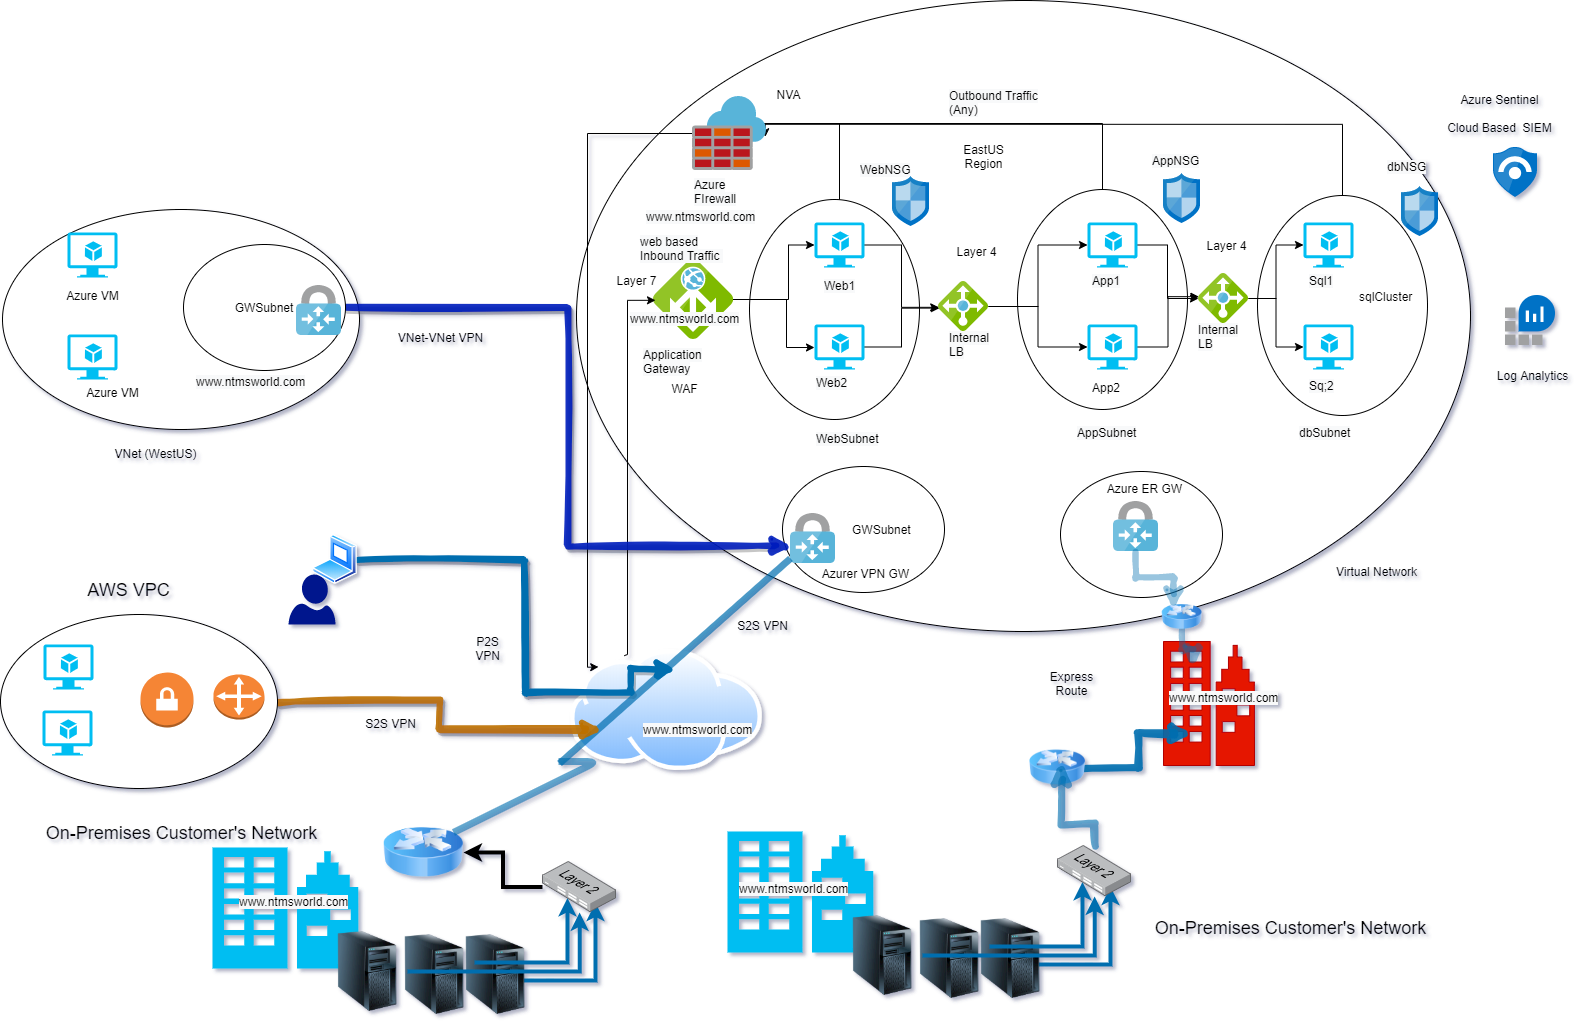 NVA
Outbound Traffic
(Any)
Azure Sentinel
Cloud Based  SIEM
EastUS
Region
WebNSG
AppNSG
dbNSG
Azure
FIrewall
www.ntmsworld.com
web based
Inbound Traffic
Layer 7
www.ntmsworld.com
Application
Gateway
WAF
Web1
Web2
WebSubnet
Layer 4
Internal
LB
App1
App2
AppSubnet
Layer 4
Internal
LB
Sql1
sqlCluster
Sq;2
dbSubnet
Log Analytics
Azure VM
GWSubnet
Azure VM
www.ntmsworld.com
VNet (WestUS)
VNet-VNet VPN
GWSubnet
Azurer VPN GW
Azure ER GW
Virtual Network
AWS VPC
P2S
VPN
S2S VPN
S2S VPN
www.ntmsworld.com
Express
Route
www.ntmsworld.com
On-Premises Customer's Network
www.ntmsworld.com
Layer 2
www.ntmsworld.com
Layer 2
On-Premises Customer's Network